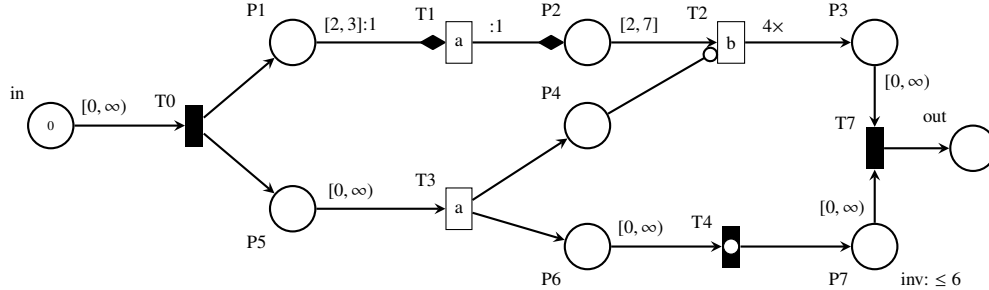 P1
[2, 3]:1
T1
a
:1
P2
[2, 7]
T2
b
4×
P3
in
0
[0, ∞)
T0
P4
[0, ∞)
T7
out
P5
[0, ∞)
T3
a
P6
[0, ∞)
T4
[0, ∞)
P7
inv: ≤ 6